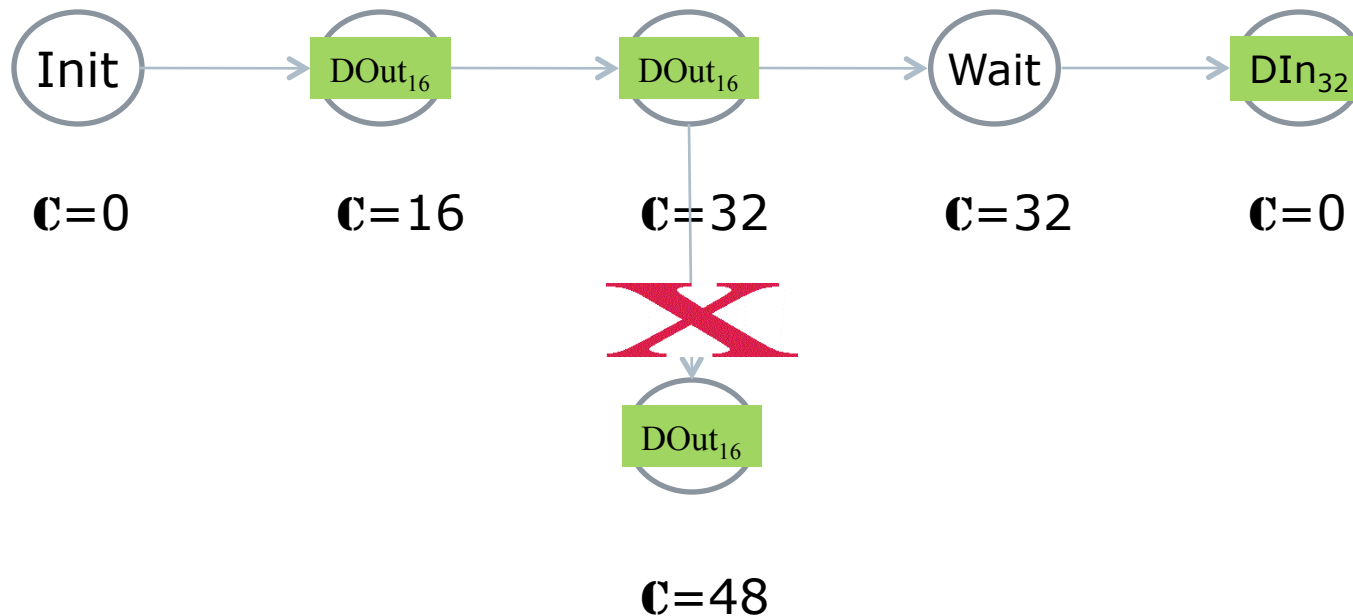 Init
DOut₁₆
DOut₁₆
Wait
DIn₃₂
C=0
C=16
C=32
C=32
C=0
X
DOut₁₆
C=48